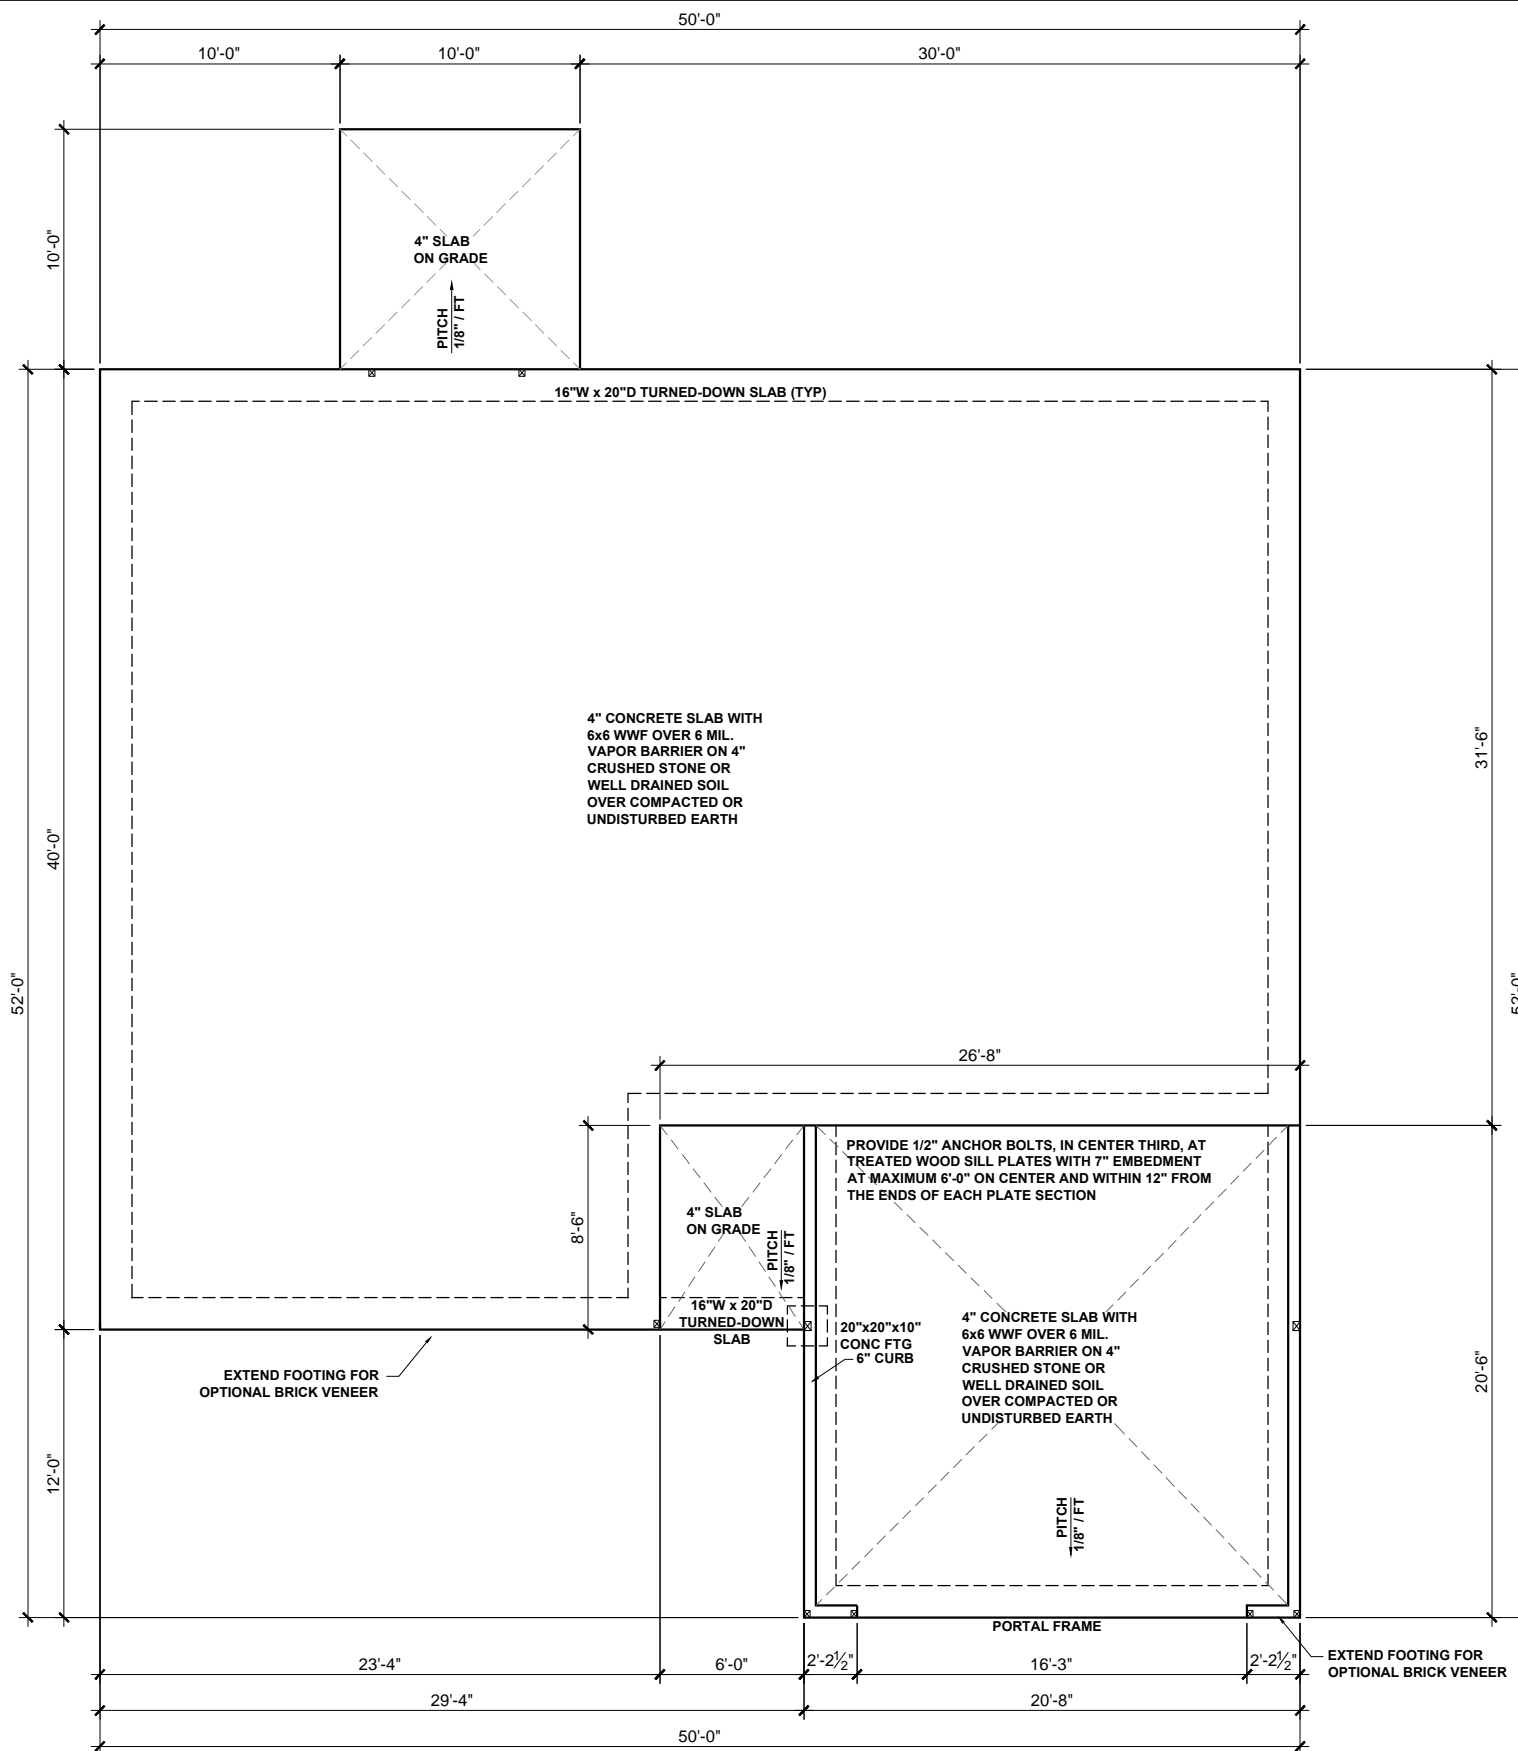 50'-0"
10'-0"
10'-0"
30'-0"
10'-0"
4" SLAB
ON GRADE
PITCH
1/8" / FT
16"W x 20"D TURNED-DOWN SLAB (TYP)
4" CONCRETE SLAB WITH
6x6 WWF OVER 6 MIL.
VAPOR BARRIER ON 4"
CRUSHED STONE OR
WELL DRAINED SOIL
OVER COMPACTED OR
UNDISTURBED EARTH
31'-6"
40'-0"
52'-0"
52'-0"
26'-8"
PROVIDE 1/2" ANCHOR BOLTS, IN CENTER THIRD, AT
TREATED WOOD SILL PLATES WITH 7" EMBEDMENT
AT MAXIMUM 6'-0" ON CENTER AND WITHIN 12" FROM
THE ENDS OF EACH PLATE SECTION
8'-6"
4" SLAB
ON GRADE
PITCH
1/8" / FT
16"W x 20"D
TURNED-DOWN
SLAB
20"x20"x10"
CONC FTG
6" CURB
4" CONCRETE SLAB WITH
6x6 WWF OVER 6 MIL.
VAPOR BARRIER ON 4"
CRUSHED STONE OR
WELL DRAINED SOIL
OVER COMPACTED OR
UNDISTURBED EARTH
20'-6"
EXTEND FOOTING FOR
OPTIONAL BRICK VENEER
12'-0"
PITCH
1/8" / FT
PORTAL FRAME
EXTEND FOOTING FOR
OPTIONAL BRICK VENEER
23'-4"
6'-0"
2'-2½"
16'-3"
2'-2½"
29'-4"
20'-8"
50'-0"